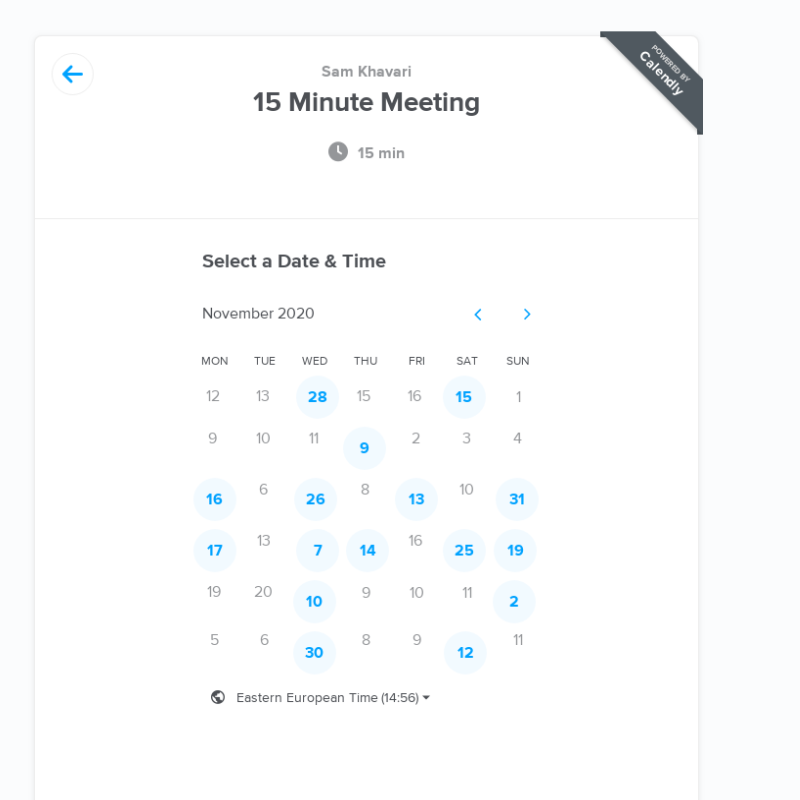 POWERED BY
Calendly
Sam Khavari
15 Minute Meeting
15 min
Select a Date & Time
November 2020
MON TUE WED THU FRI SAT SUN
12 13 28 15 16 15 1
9 10 11 9 2 3 4
16 6 26 8 13 10 31
17 13 7 14 16 25 19
19 20 10 9 10 11 2
5 6 30 8 9 12 11
Eastern European Time (14:56)